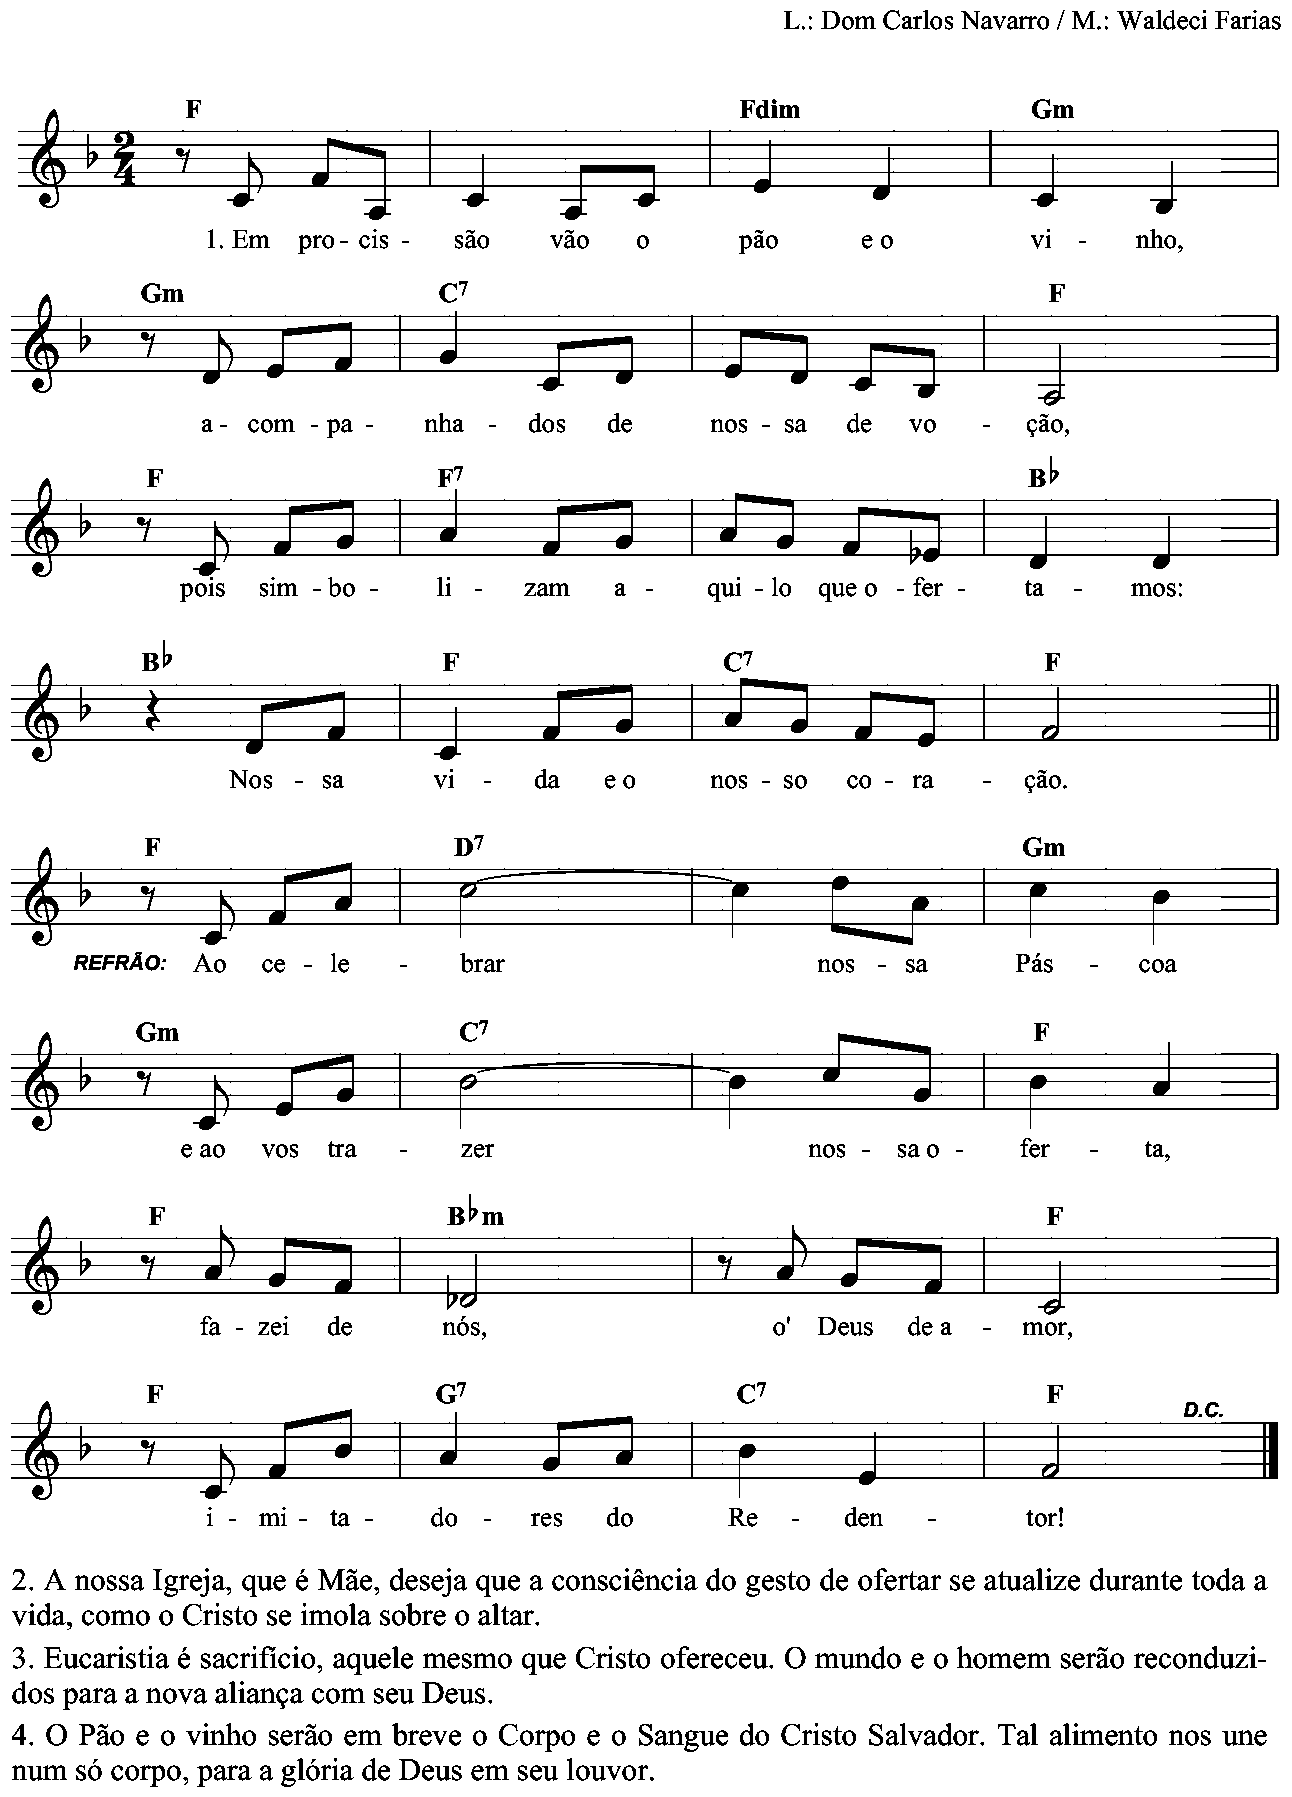 L.: Dom Carlos Navarro / M.: Waldeci Farias
F Fdim Gm
2
4
1. Em pro - cis - são vão o pão e o vi - nho,
Gm C7 F
a - com - pa - nha - dos de nos - sa de vo - ção,
F F7 B♭
pois sim - bo - li - zam a - qui - lo que o - fer - ta - mos:
B♭ F C7 F
Nos - sa vi - da e o nos - so co - ra - ção.
F D7 Gm
REFRÃO: Ao ce - le - brar nos - sa Pás - coa
Gm C7 F
e ao vos tra - zer nos - sa o - fer - ta,
F B♭m F
fa - zei de nós, o' Deus de a - mor,
F G7 C7 F D.C.
i - mi - ta - do - res do Re - den - tor!
2. A nossa Igreja, que é Mãe, deseja que a consciência do gesto de ofertar se atualize durante toda a
vida, como o Cristo se imola sobre o altar.
3. Eucaristia é sacrifício, aquele mesmo que Cristo ofereceu. O mundo e o homem serão reconduzi-
dos para a nova aliança com seu Deus.
4. O Pão e o vinho serão em breve o Corpo e o Sangue do Cristo Salvador. Tal alimento nos une
num só corpo, para a glória de Deus em seu louvor.